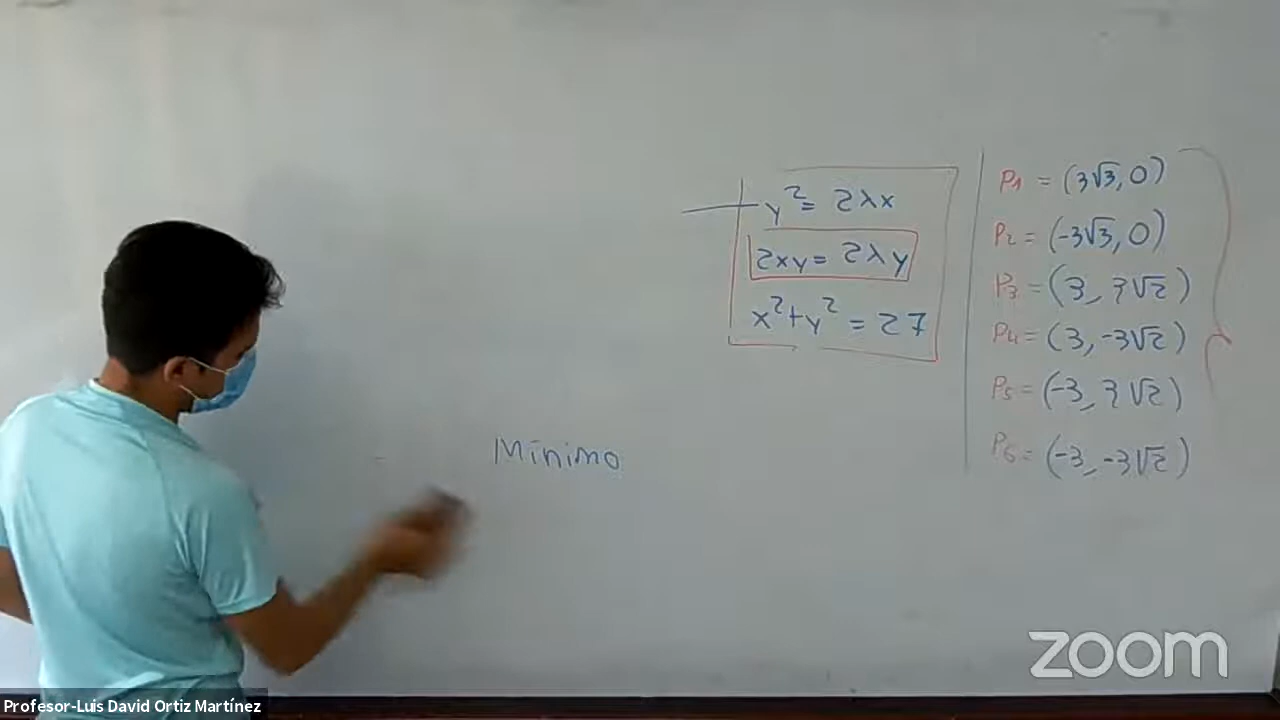 y² = 2λx
2xy = 2λy
x² + y² = 27
P1 = (3√3, 0)
P2 = (-3√3, 0)
P3 = (3, 3√2)
P4 = (3, -3√2)
P5 = (-3, 3√2)
P6 = (-3, -3√2)
Mínimo
zoom
Profesor-Luis David Ortiz Martínez